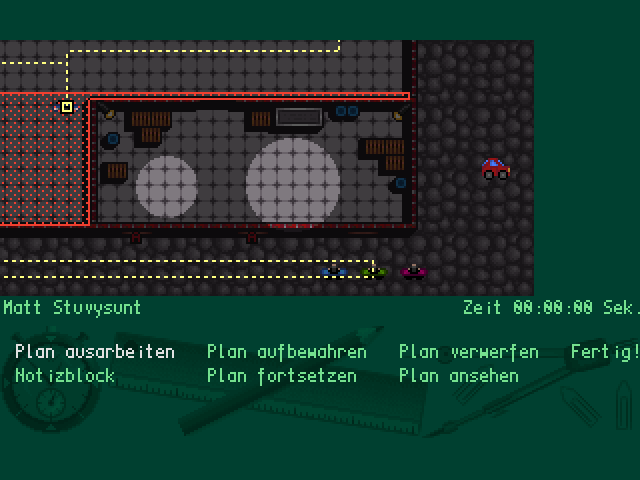 Matt Stuvysunt Zeit 00:00:00 Sek.
Plan ausarbeiten Plan aufbewahren Plan verwerfen Fertig!
Notizblock Plan fortsetzen Plan ansehen